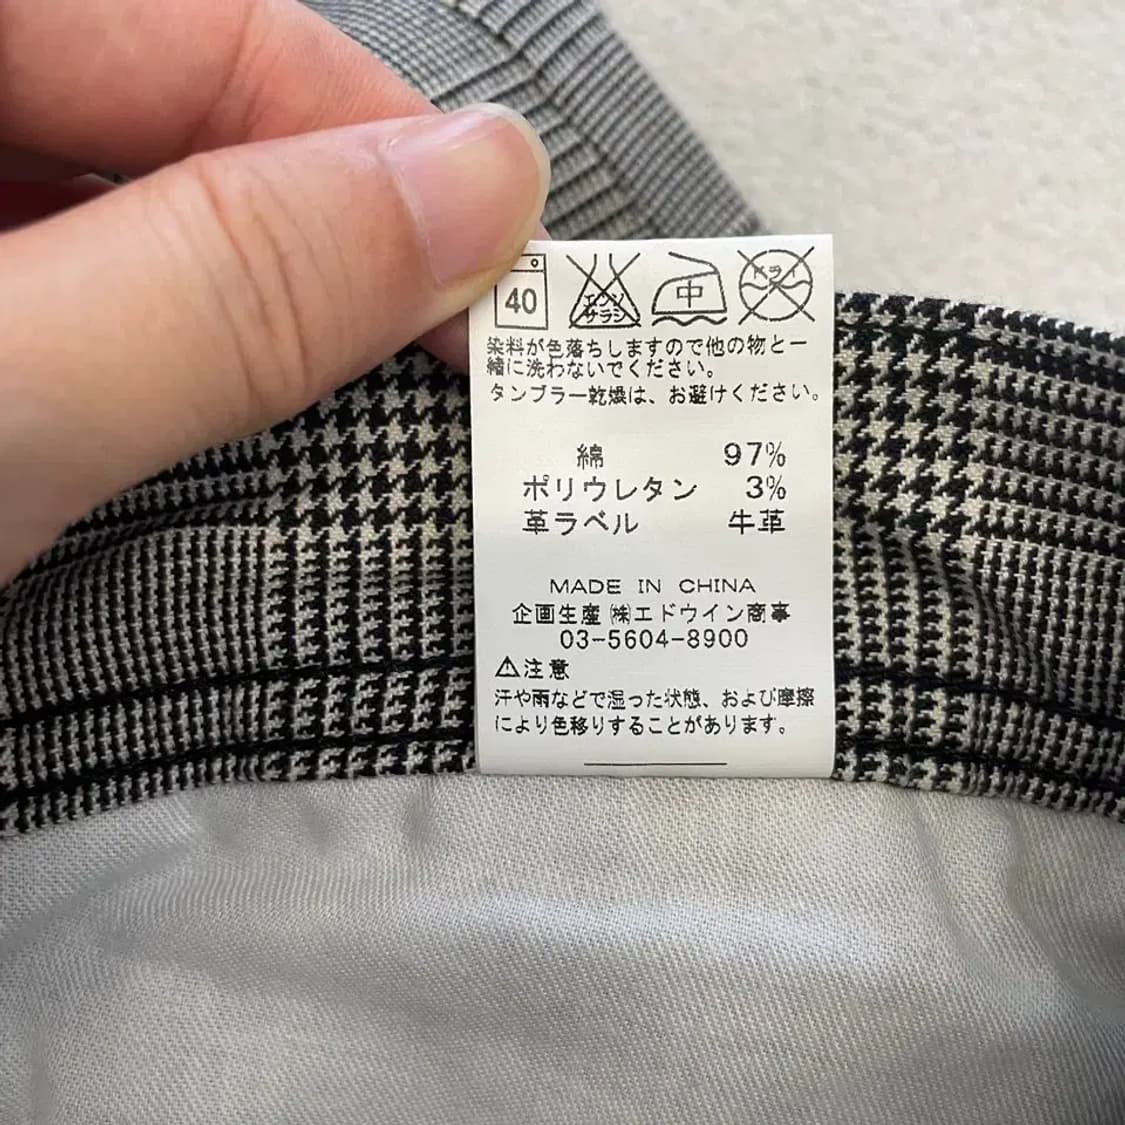 40
エンソ
サラシ
中
ドライ
染料が色落ちしますので他の物と一
緒に洗わないでください。
タンブラー乾燥は、お避けください。
綿 97%
ポリウレタン 3%
革ラベル 牛革
MADE IN CHINA
企画生産 ㈱エドウイン商事
03-5604-8900
⚠注意
汗や雨などで湿った状態、および摩擦
により色移りすることがあります。